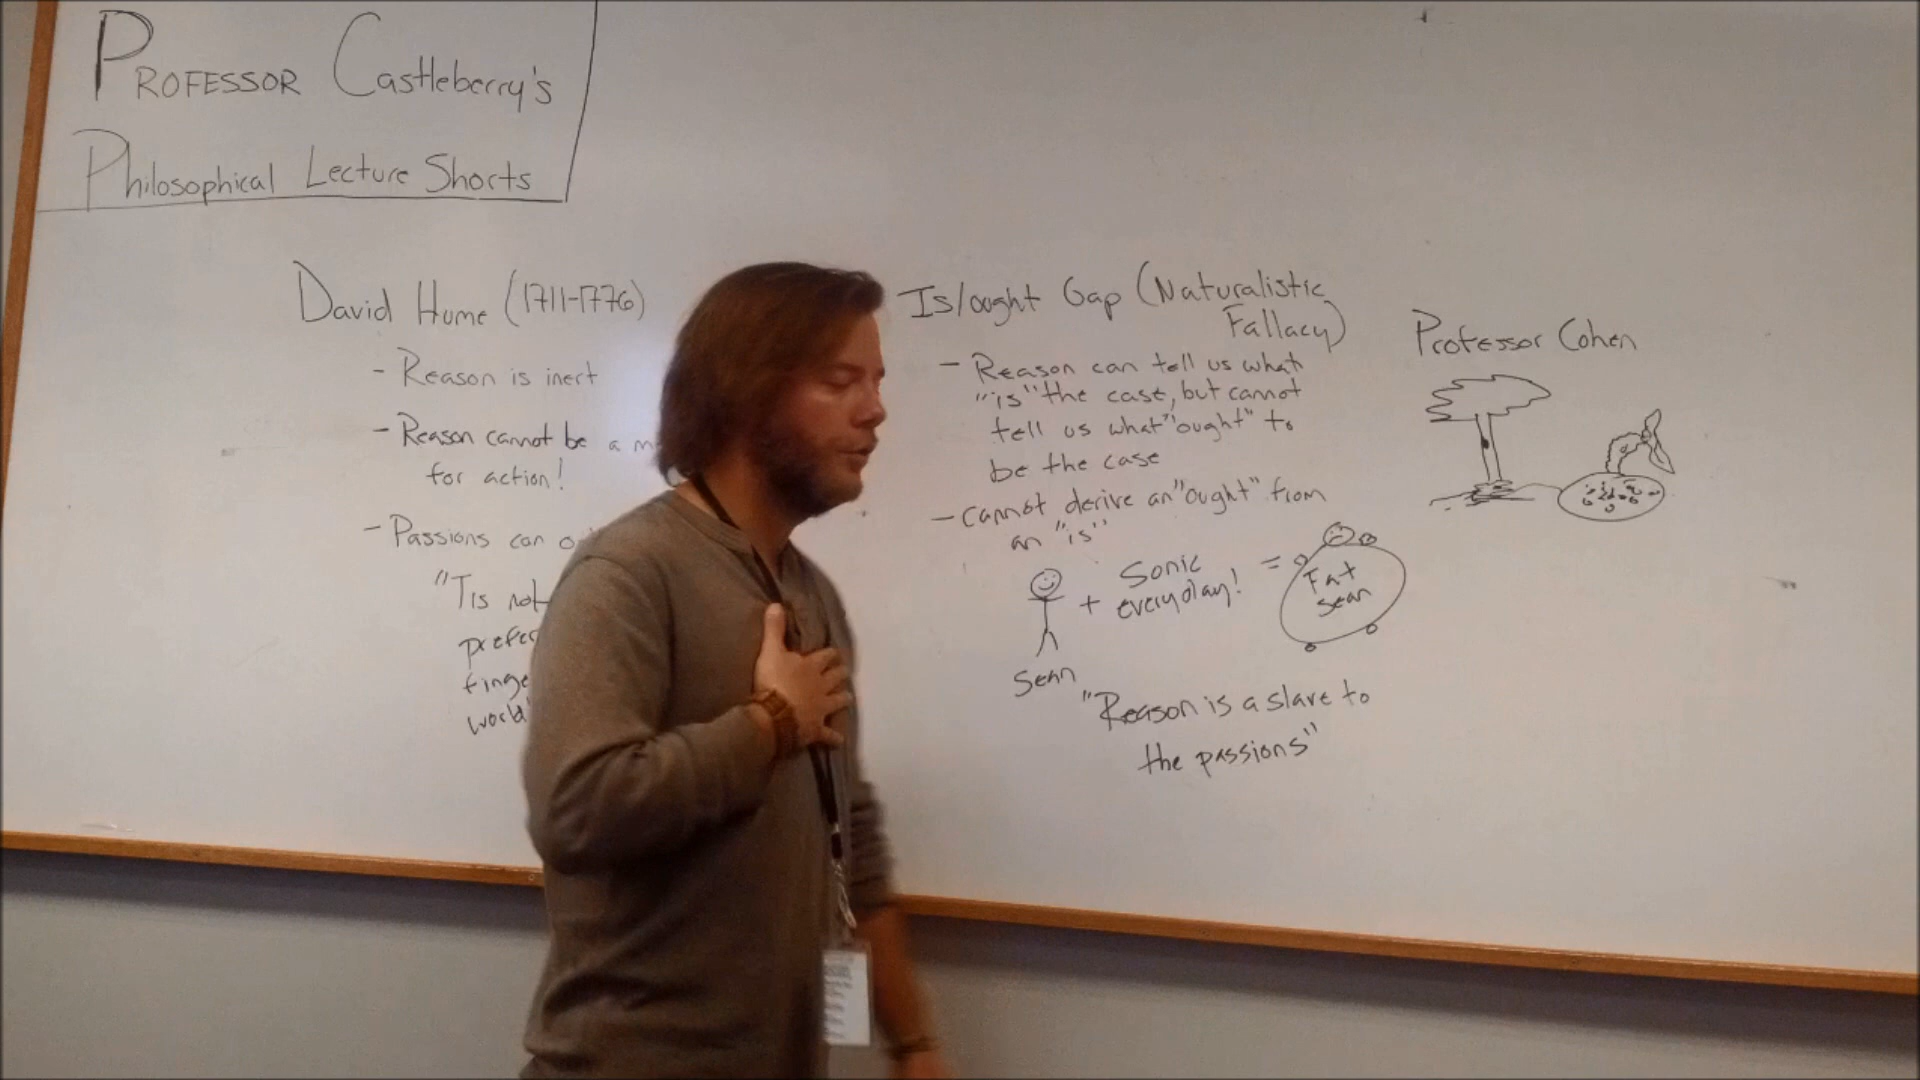 PROFESSOR Castleberry's
Philosophical Lecture Shorts
David Hume (1711-1776)
- Reason is inert
- Reason cannot be a
for action!
- Passions can
"Tis not
world
Is/ought Gap (Naturalistic
Fallacy)
- Reason can tell us what
"is" the case, but cannot
tell us what "ought" to
be the case
- Cannot derive an "ought" from
an "is"
+ Sonic
everyday!
=
Fat
Sean
Sean
"Reason is a slave to
the passions"
Professor Cohen